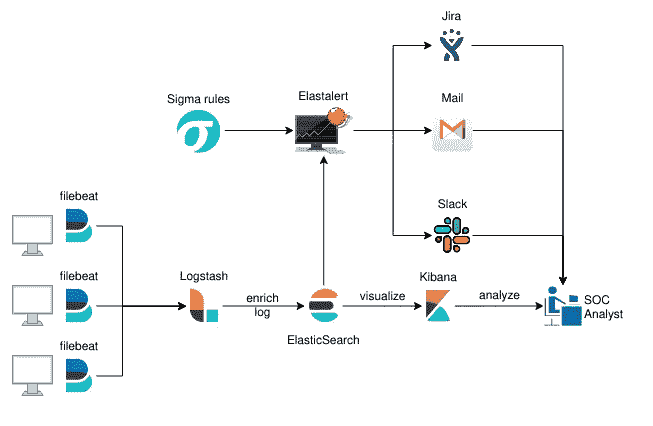 Jira
Sigma rules
Elastalert
Mail
Slack
filebeat
filebeat
filebeat
Logstash
enrich
log
ElasticSearch
visualize
Kibana
analyze
SOC
Analyst